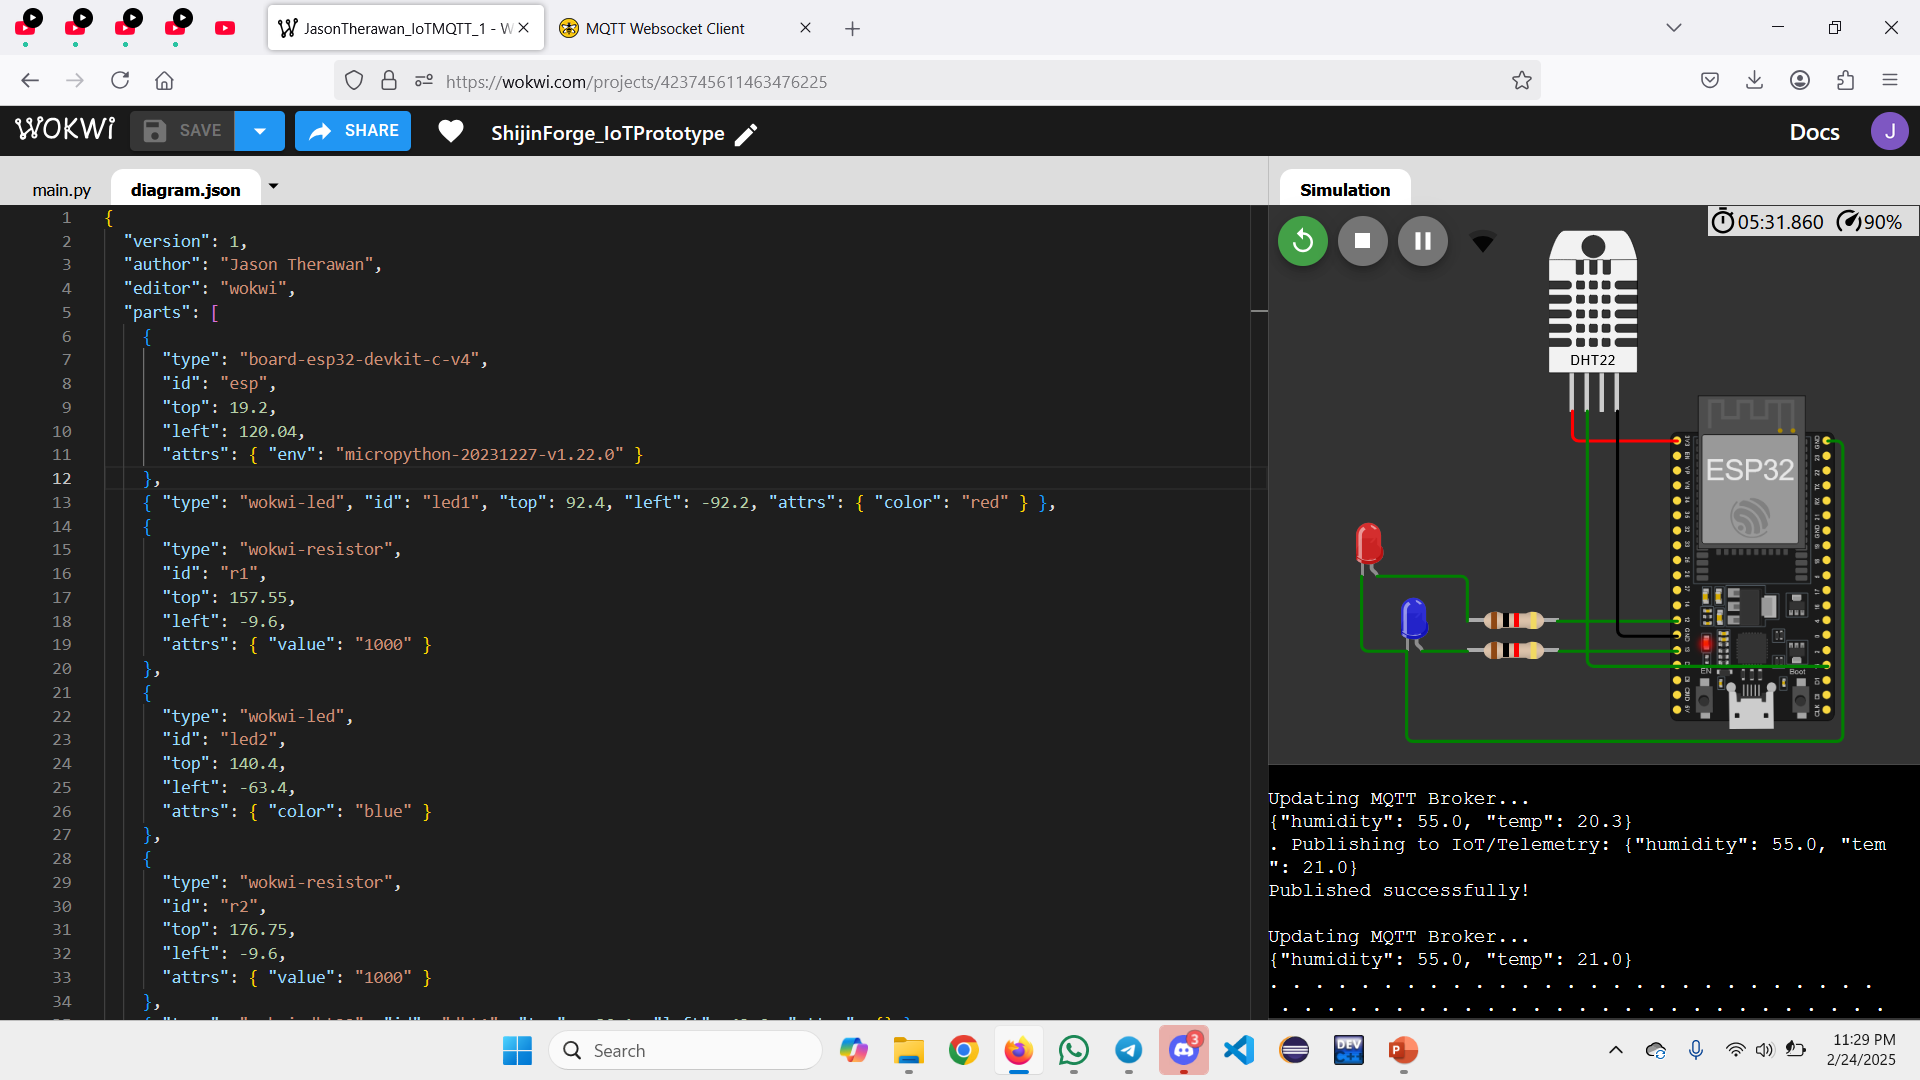 JasonTherawan_IoTMQTT_1 - W
MQTT Websocket Client
https://wokwi.com/projects/423745611463476225
WOKWI
SAVE
SHARE
ShijinForge_IoTPrototype
Docs
J
main.py
diagram.json
Simulation
05:31.860
90%
1 {
2 "version": 1,
3 "author": "Jason Therawan",
4 "editor": "wokwi",
5 "parts": [
6 {
7 "type": "board-esp32-devkit-c-v4",
8 "id": "esp",
9 "top": 19.2,
10 "left": 120.04,
11 "attrs": { "env": "micropython-20231227-v1.22.0" }
12 },
13 { "type": "wokwi-led", "id": "led1", "top": 92.4, "left": -92.2, "attrs": { "color": "red" } },
14 {
15 "type": "wokwi-resistor",
16 "id": "r1",
17 "top": 157.55,
18 "left": -9.6,
19 "attrs": { "value": "1000" }
20 },
21 {
22 "type": "wokwi-led",
23 "id": "led2",
24 "top": 140.4,
25 "left": -63.4,
26 "attrs": { "color": "blue" }
27 },
28 {
29 "type": "wokwi-resistor",
30 "id": "r2",
31 "top": 176.75,
32 "left": -9.6,
33 "attrs": { "value": "1000" }
34 },
DHT22
ESP32
EN
Boot
Updating MQTT Broker...
{"humidity": 55.0, "temp": 20.3}
. Publishing to IoT/Telemetry: {"humidity": 55.0, "tem
": 21.0}
Published successfully!
Updating MQTT Broker...
{"humidity": 55.0, "temp": 21.0}
. . . . . . . . . . . . . . . . . . . . . . . . . . .
. . . . . . . . . . . . . . . . . . . . . . . . . . .
Search
3
DEV
C++
11:29 PM
2/24/2025